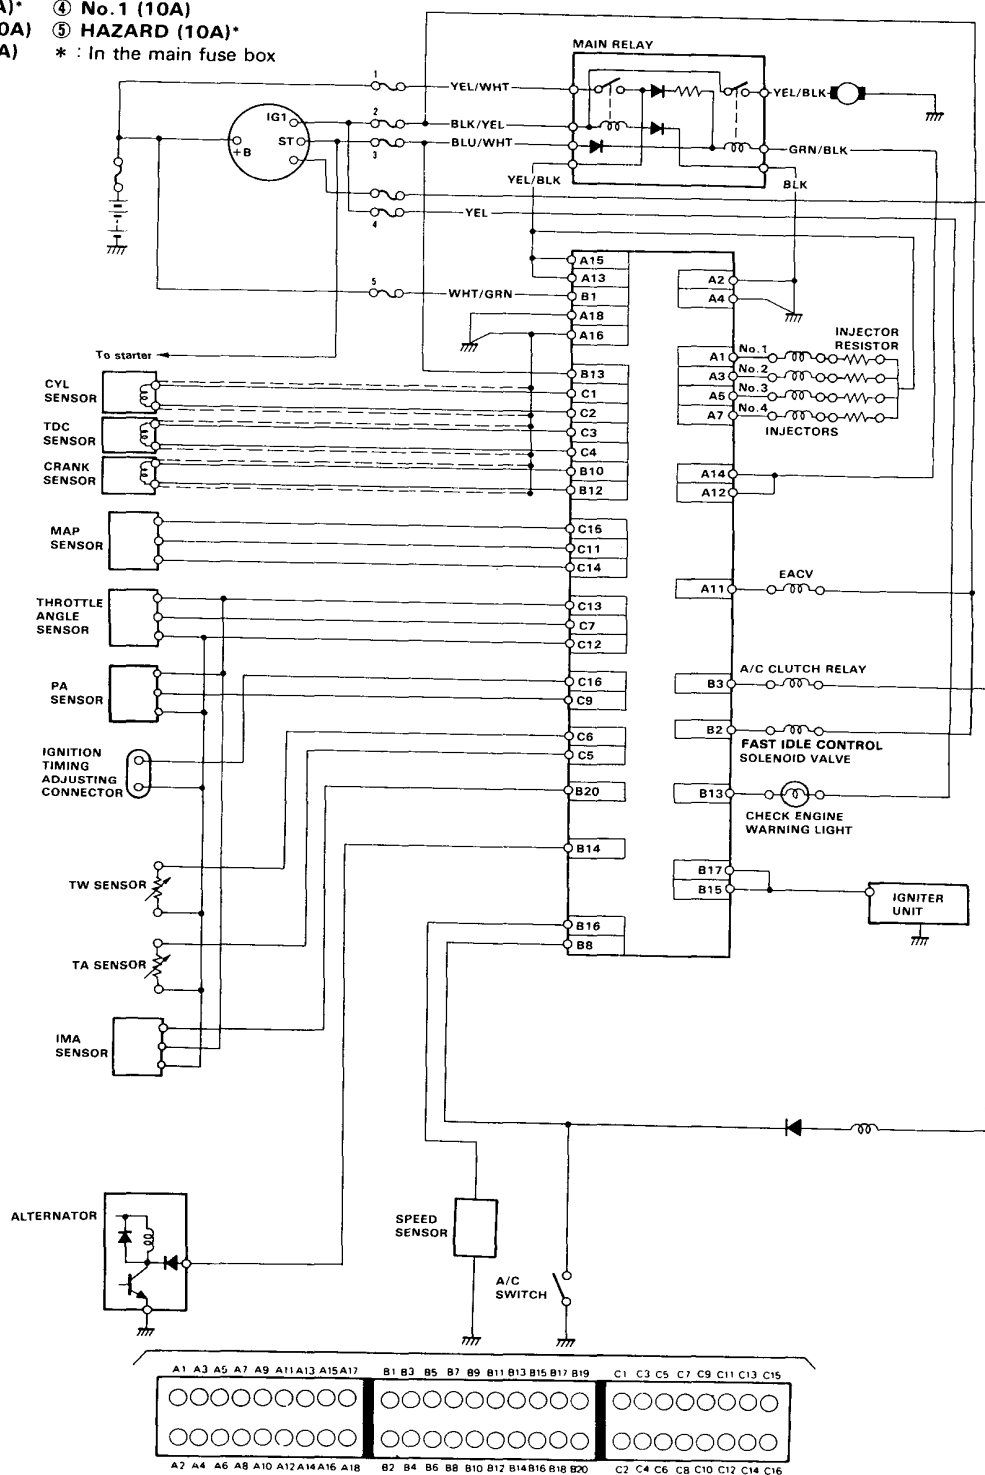 A)* ④ No.1 (10A)
0A) ⑤ HAZARD (10A)*
A) * : In the main fuse box
MAIN RELAY
1
YEL/WHT
YEL/BLK
IG1
2
BLK/YEL
ST
3
BLU/WHT
+B
GRN/BLK
YEL/BLK
BLK
4
YEL
A15
A13
A2
5
WHT/GRN
B1
A4
A18
A16
INJECTOR
RESISTOR
To starter
A1
No.1
B13
A3
No.2
CYL
SENSOR
C1
A5
No.3
C2
A7
No.4
TDC
SENSOR
C3
INJECTORS
C4
CRANK
SENSOR
B10
A14
B12
A12
MAP
SENSOR
C16
C11
C14
EACV
A11
THROTTLE
ANGLE
SENSOR
C13
C7
C12
A/C CLUTCH RELAY
PA
SENSOR
C16
B3
C9
C6
B2
FAST IDLE CONTROL
SOLENOID VALVE
IGNITION
TIMING
ADJUSTING
CONNECTOR
C5
B20
B13
CHECK ENGINE
WARNING LIGHT
B14
B17
TW SENSOR
B15
IGNITER
UNIT
B16
B8
TA SENSOR
IMA
SENSOR
ALTERNATOR
SPEED
SENSOR
A/C
SWITCH
A1 A3 A5 A7 A9 A11 A13 A15 A17 B1 B3 B5 B7 B9 B11 B13 B15 B17 B19 C1 C3 C5 C7 C9 C11 C13 C15
A2 A4 A6 A8 A10 A12 A14 A16 A18 B2 B4 B6 B8 B10 B12 B14 B16 B18 B20 C2 C4 C6 C8 C10 C12 C14 C16